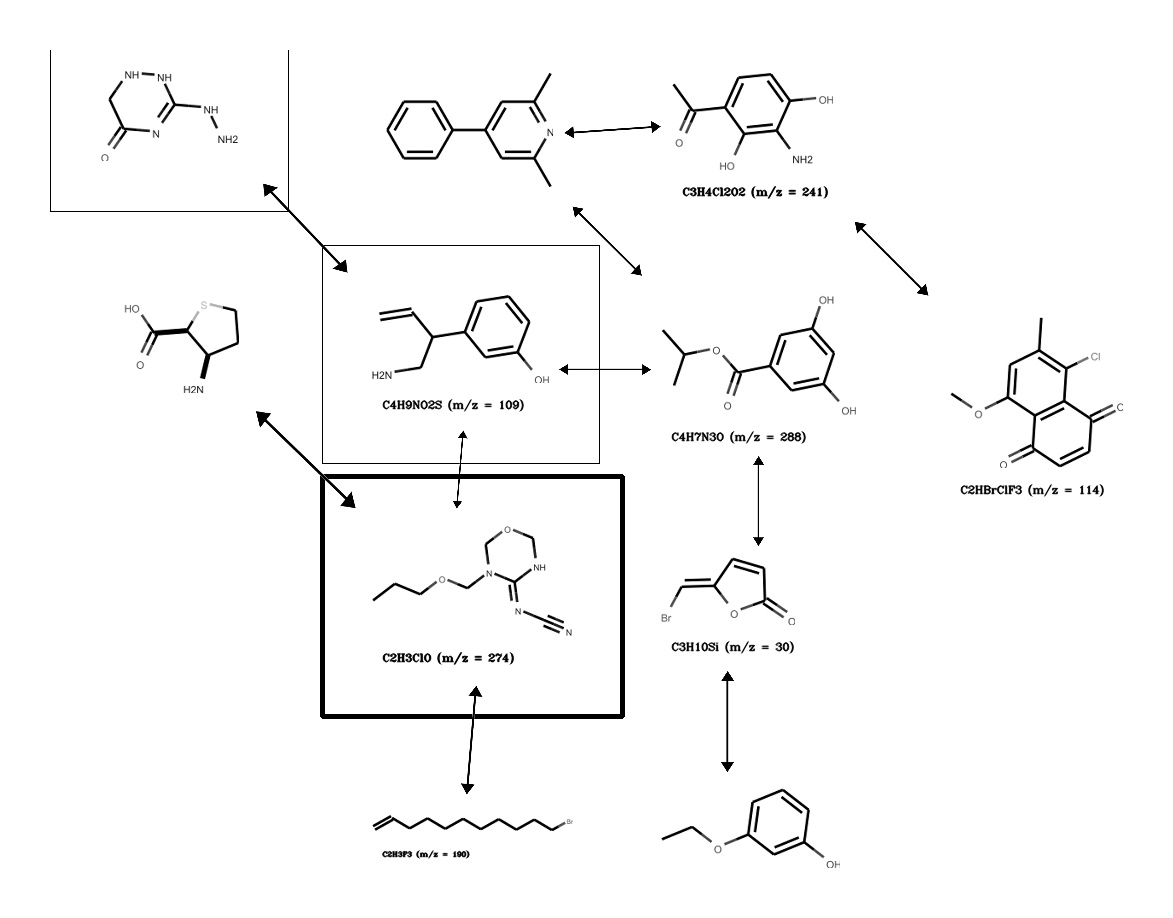 NH NH
NH
N
NH2
O
N
OH
O
HO
NH2
C3H4Cl2O2 (m/z = 241)
HO
S
O
H2N
H2N
OH
C4H9NO2S (m/z = 109)
OH
O
O
OH
C4H7N3O (m/z = 288)
Cl
O
O
O
C2HBrClF3 (m/z = 114)
O
N
NH
O
N
N
C2H3ClO (m/z = 274)
Br
O
O
C3H10Si (m/z = 30)
Br
C2H3F3 (m/z = 190)
O
OH